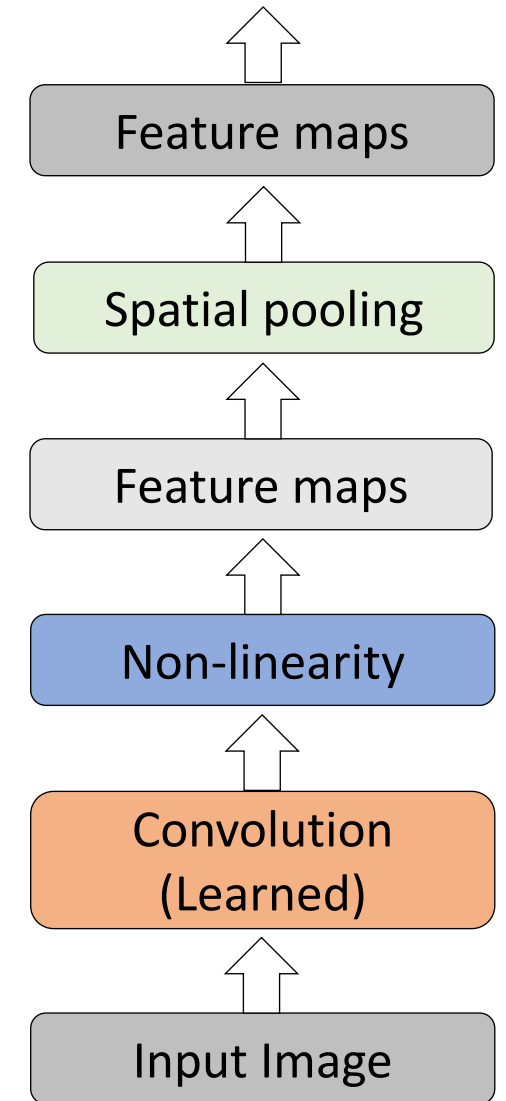 Feature maps
Spatial pooling
Feature maps
Non-linearity
Convolution
(Learned)
Input Image